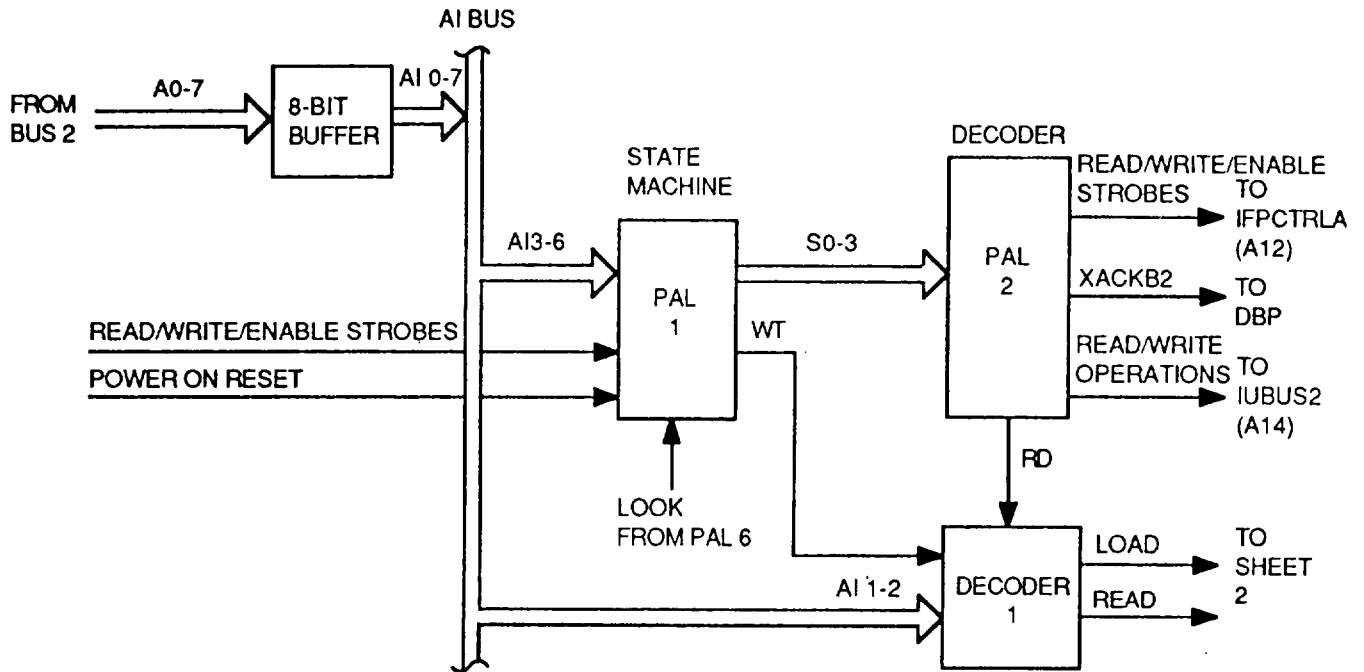 AI BUS
A0-7
AI 0-7
FROM
BUS 2
8-BIT
BUFFER
STATE
MACHINE
DECODER
READ/WRITE/ENABLE
STROBES
TO
IFPCTRLA
(A12)
AI3-6
S0-3
PAL
1
PAL
2
XACKB2
TO
DBP
WT
READ/WRITE/ENABLE STROBES
POWER ON RESET
READ/WRITE
OPERATIONS
TO
IUBUS2
(A14)
RD
LOOK
FROM PAL 6
AI 1-2
DECODER
1
LOAD
READ
TO
SHEET
2